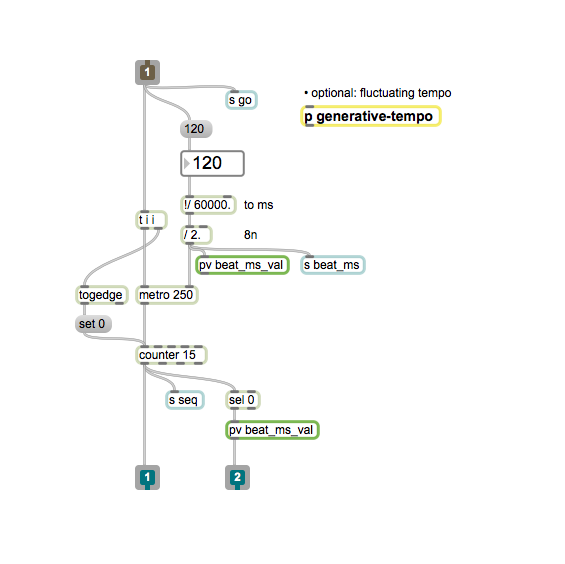 1
s go
• optional: fluctuating tempo
p generative-tempo
120
120
!/ 60000.
to ms
t i i
/ 2.
8n
pv beat_ms_val
s beat_ms
togedge
metro 250
set 0
counter 15
s seq
sel 0
pv beat_ms_val
1
2